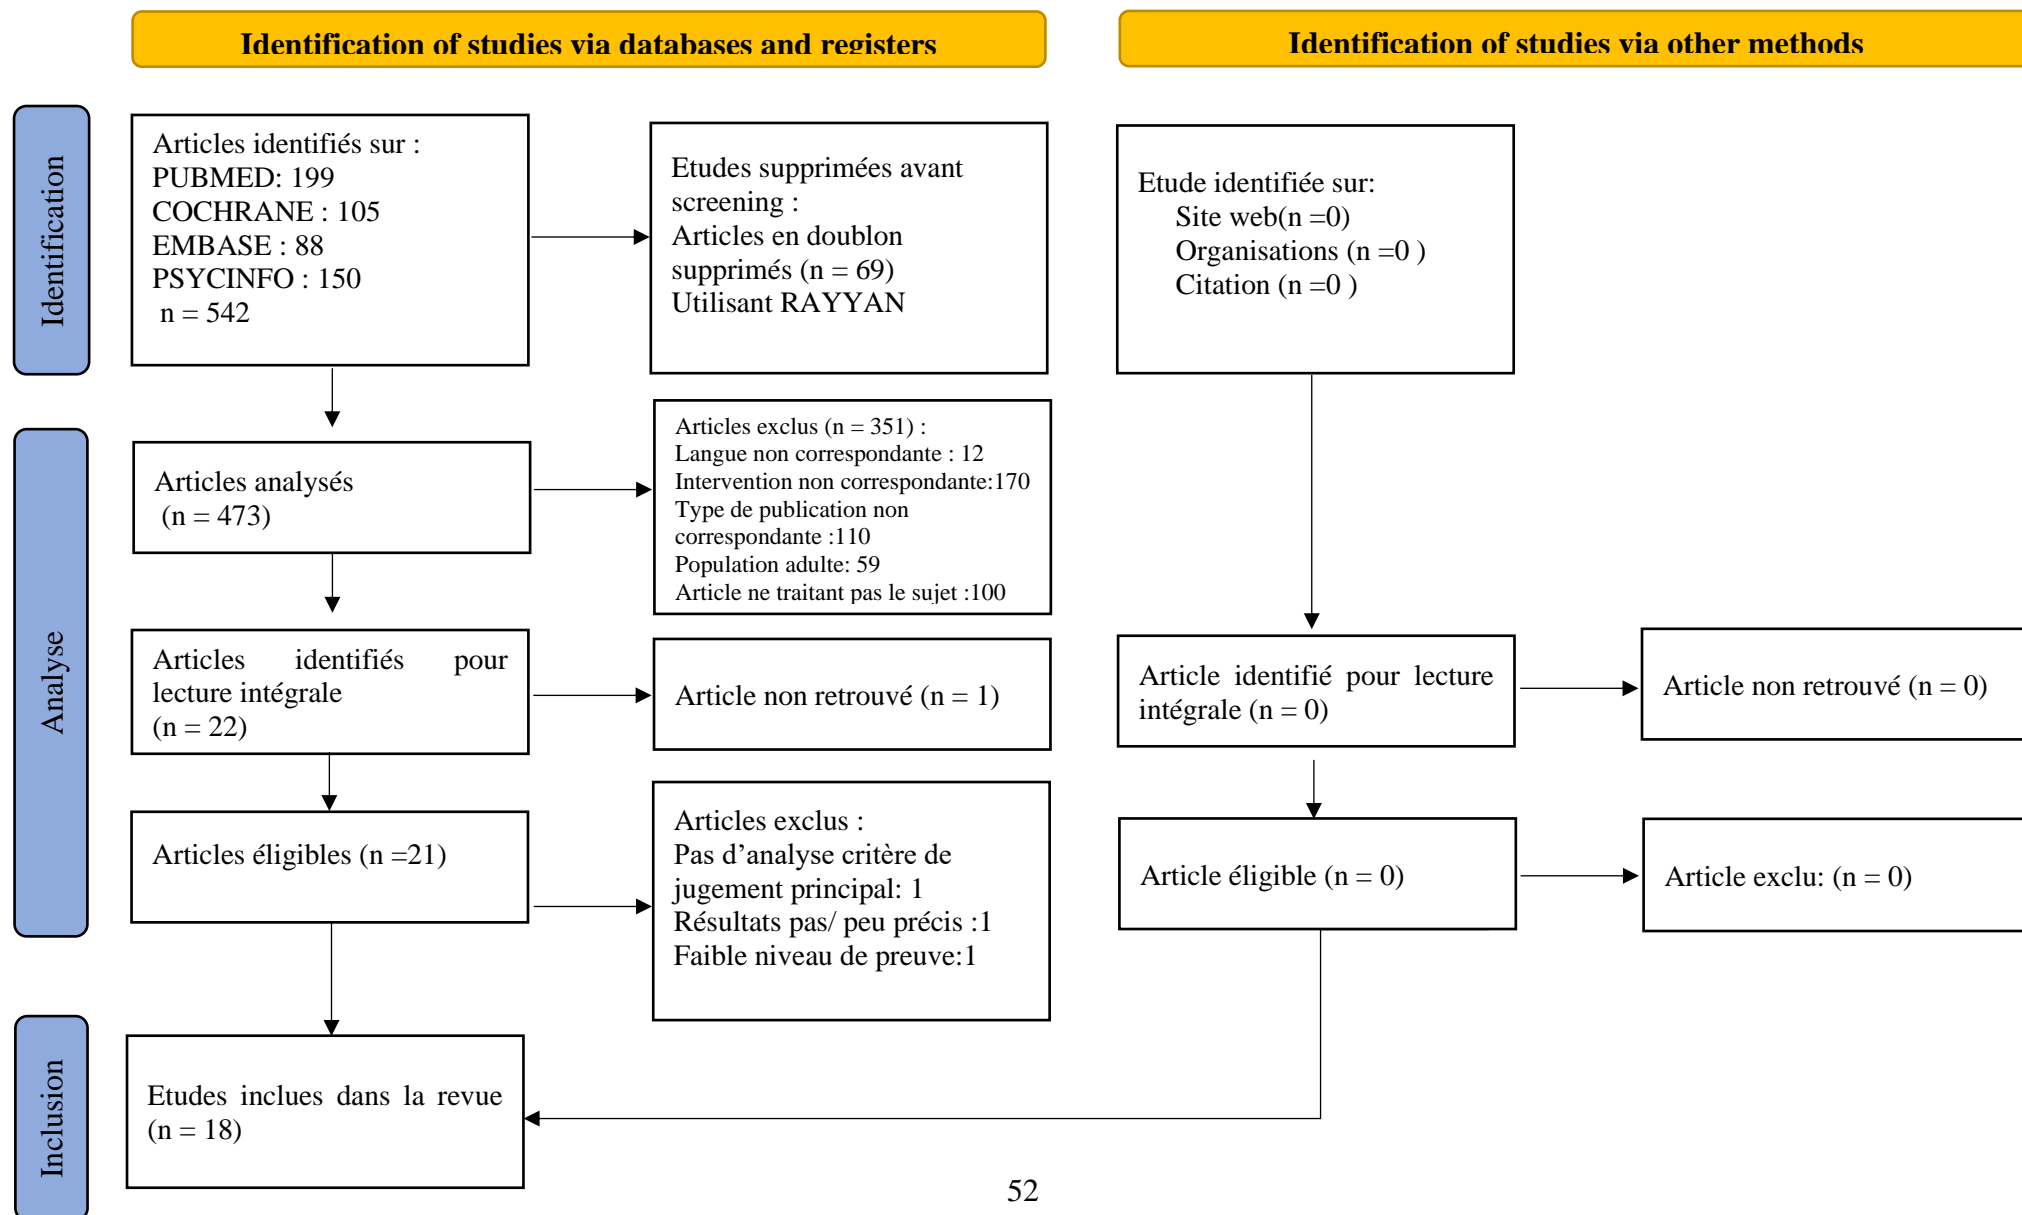 Identification of studies via databases and registers
Identification of studies via other methods
Identification
Articles identifiés sur :
PUBMED: 199
COCHRANE : 105
EMBASE : 88
PSYCINFO : 150
n = 542
Etudes supprimées avant
screening :
Articles en doublon
supprimés (n = 69)
Utilisant RAYYAN
Etude identifiée sur:
Site web(n =0)
Organisations (n =0 )
Citation (n =0 )
Analyse
Articles analysés
(n = 473)
Articles exclus (n = 351) :
Langue non correspondante : 12
Intervention non correspondante:170
Type de publication non
correspondante :110
Population adulte: 59
Article ne traitant pas le sujet :100
Articles identifiés pour
lecture intégrale
(n = 22)
Article non retrouvé (n = 1)
Article identifié pour lecture
intégrale (n = 0)
Article non retrouvé (n = 0)
Articles éligibles (n =21)
Articles exclus :
Pas d’analyse critère de
jugement principal: 1
Résultats pas/ peu précis :1
Faible niveau de preuve:1
Article éligible (n = 0)
Article exclu: (n = 0)
Inclusion
Etudes inclues dans la revue
(n = 18)
52